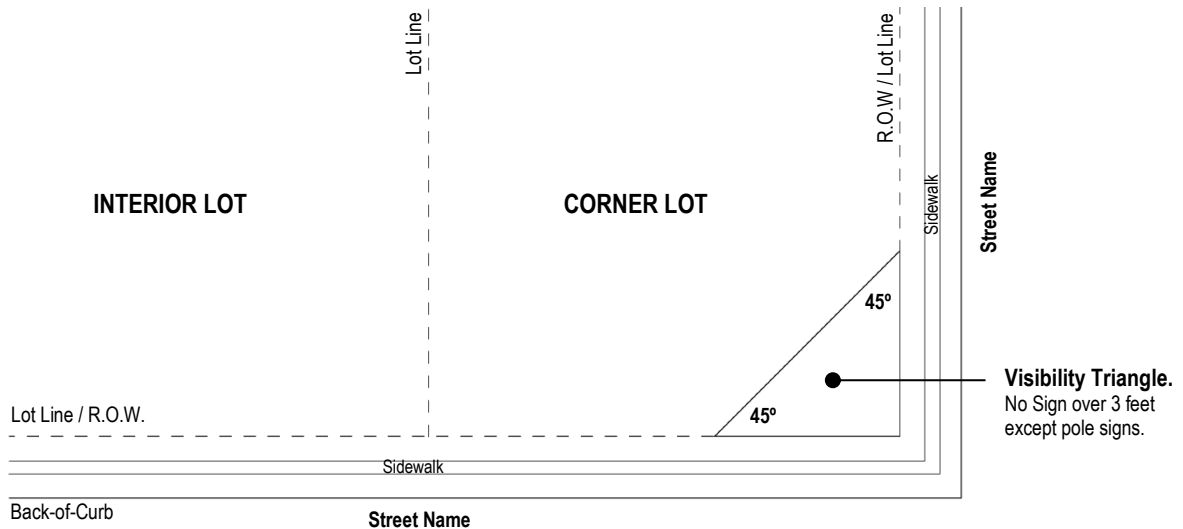 Lot Line
R.O.W / Lot Line
INTERIOR LOT
CORNER LOT
Sidewalk
Street Name
45º
Visibility Triangle.
No Sign over 3 feet
except pole signs.
Lot Line / R.O.W.
45º
Sidewalk
Back-of-Curb
Street Name